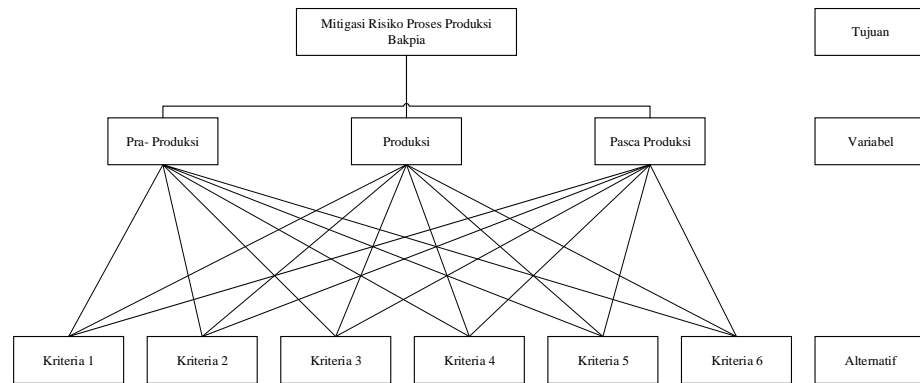 Mitigasi Risiko Proses Produksi
Bakpia
Tujuan
Pra- Produksi
Produksi
Pasca Produksi
Variabel
Kriteria 1
Kriteria 2
Kriteria 3
Kriteria 4
Kriteria 5
Kriteria 6
Alternatif